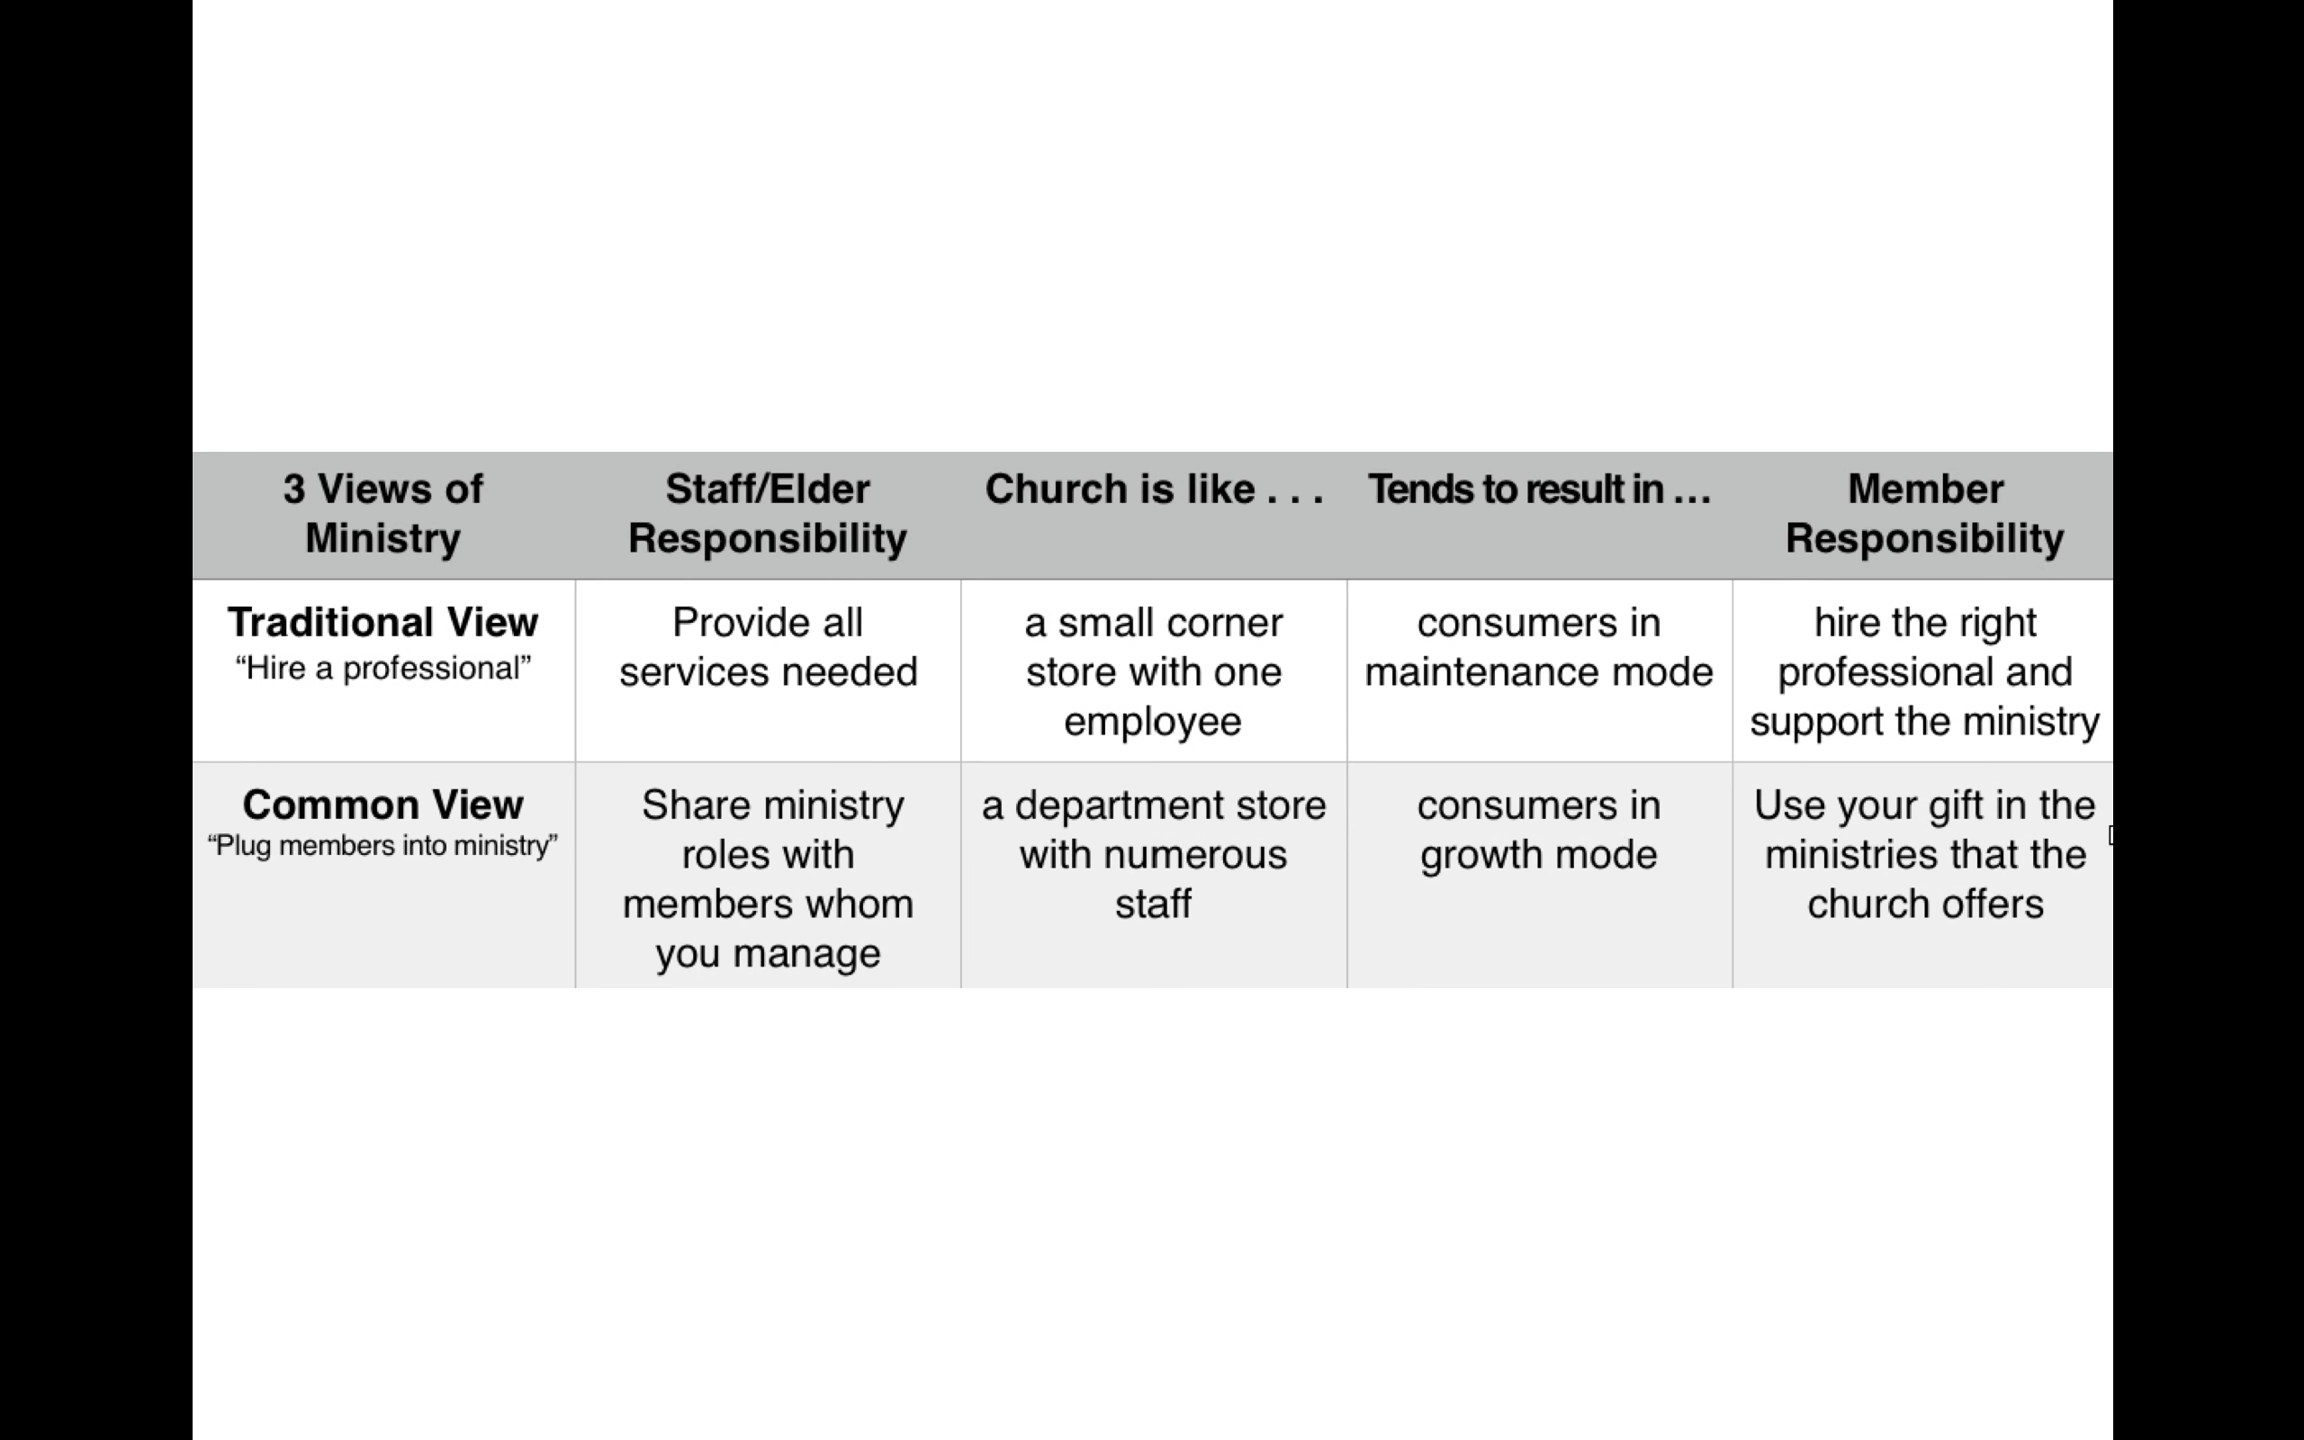 3 Views of
Ministry
Staff/Elder
Responsibility
Church is like . . .
Tends to result in ...
Member
Responsibility
Traditional View
“Hire a professional”
Provide all
services needed
a small corner
store with one
employee
consumers in
maintenance mode
hire the right
professional and
support the ministry
Common View
“Plug members into ministry”
Share ministry
roles with
members whom
you manage
a department store
with numerous
staff
consumers in
growth mode
Use your gift in the
ministries that the
church offers